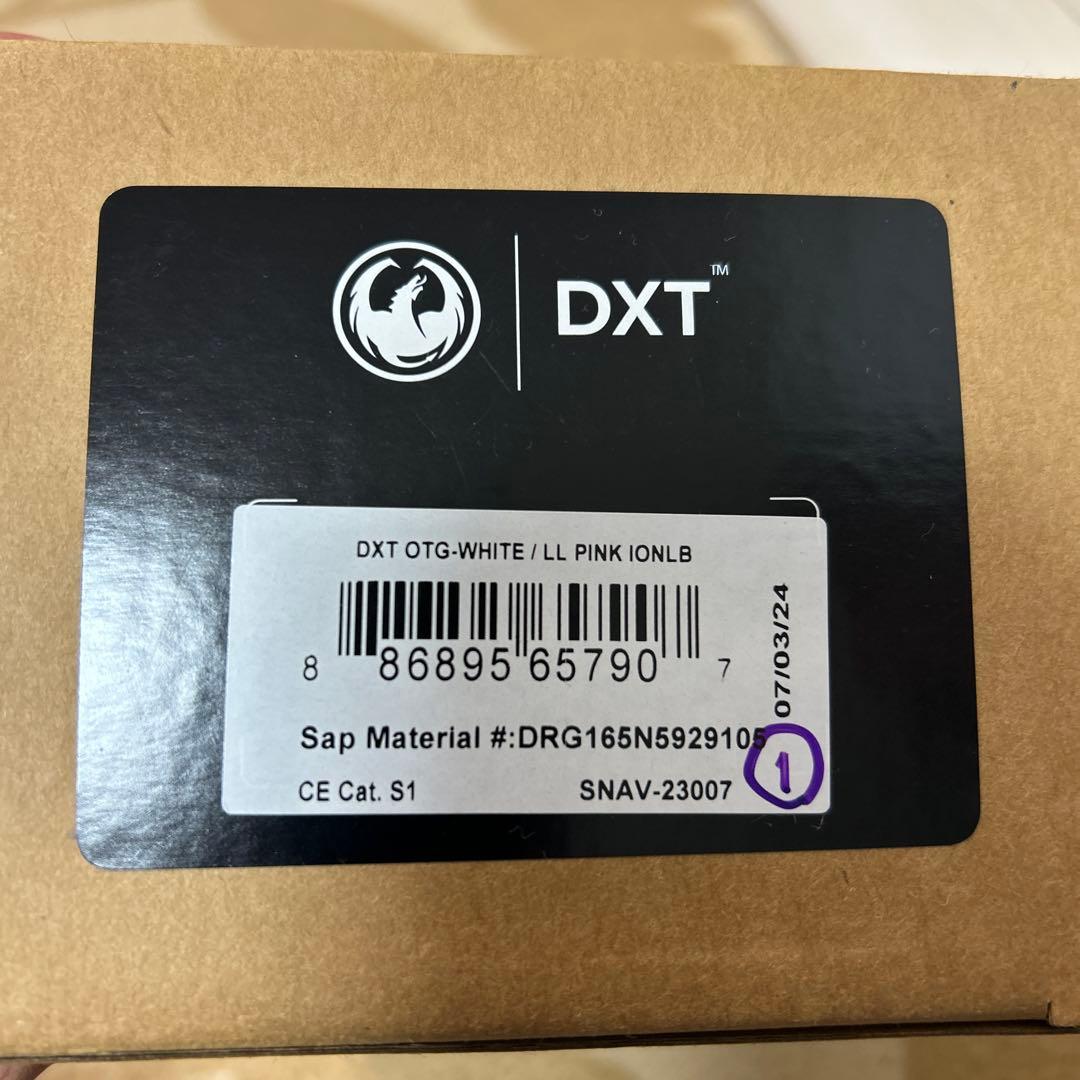 DXT™
DXT OTG-WHITE / LL PINK IONLB
8 86895 65790 7
07/03/24
Sap Material #:DRG165N5929105
CE Cat. S1 SNAV-23007
1